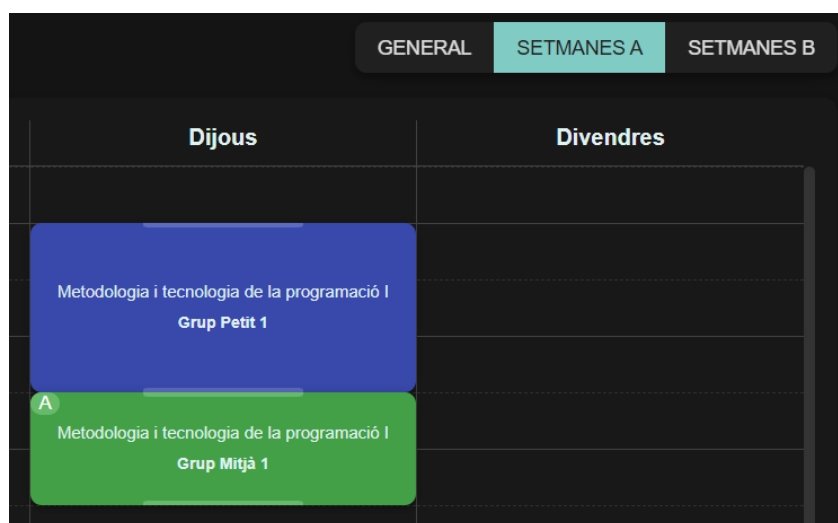 GENERAL SETMANES A SETMANES B
Dijous Divendres
Metodologia i tecnologia de la programació I
Grup Petit 1
A
Metodologia i tecnologia de la programació I
Grup Mitjà 1